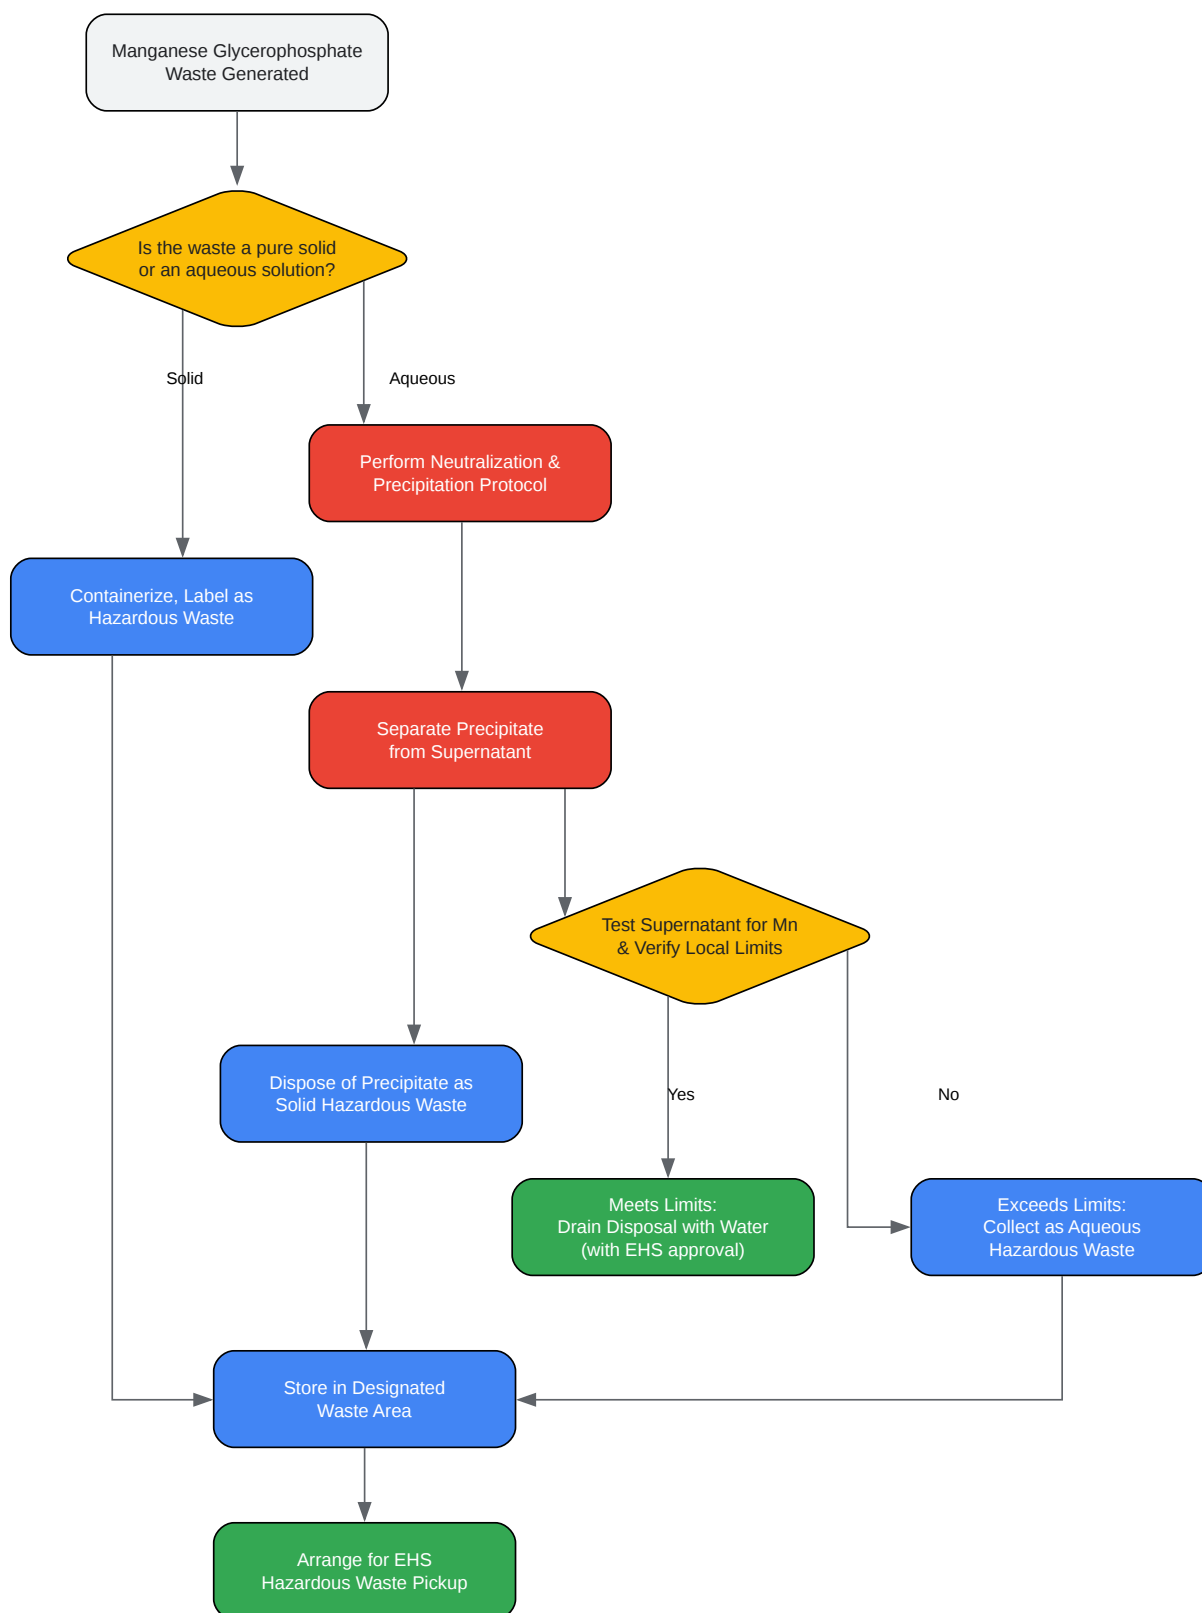 Manganese Glycerophosphate
Waste Generated
Is the waste a pure solid
or an aqueous solution?
Solid
Aqueous
Perform Neutralization &
Precipitation Protocol
Containerize, Label as
Hazardous Waste
Separate Precipitate
from Supernatant
Test Supernatant for Mn
& Verify Local Limits
Dispose of Precipitate as
Solid Hazardous Waste
Yes
No
Meets Limits:
Drain Disposal with Water
(with EHS approval)
Exceeds Limits:
Collect as Aqueous
Hazardous Waste
Store in Designated
Waste Area
Arrange for EHS
Hazardous Waste Pickup